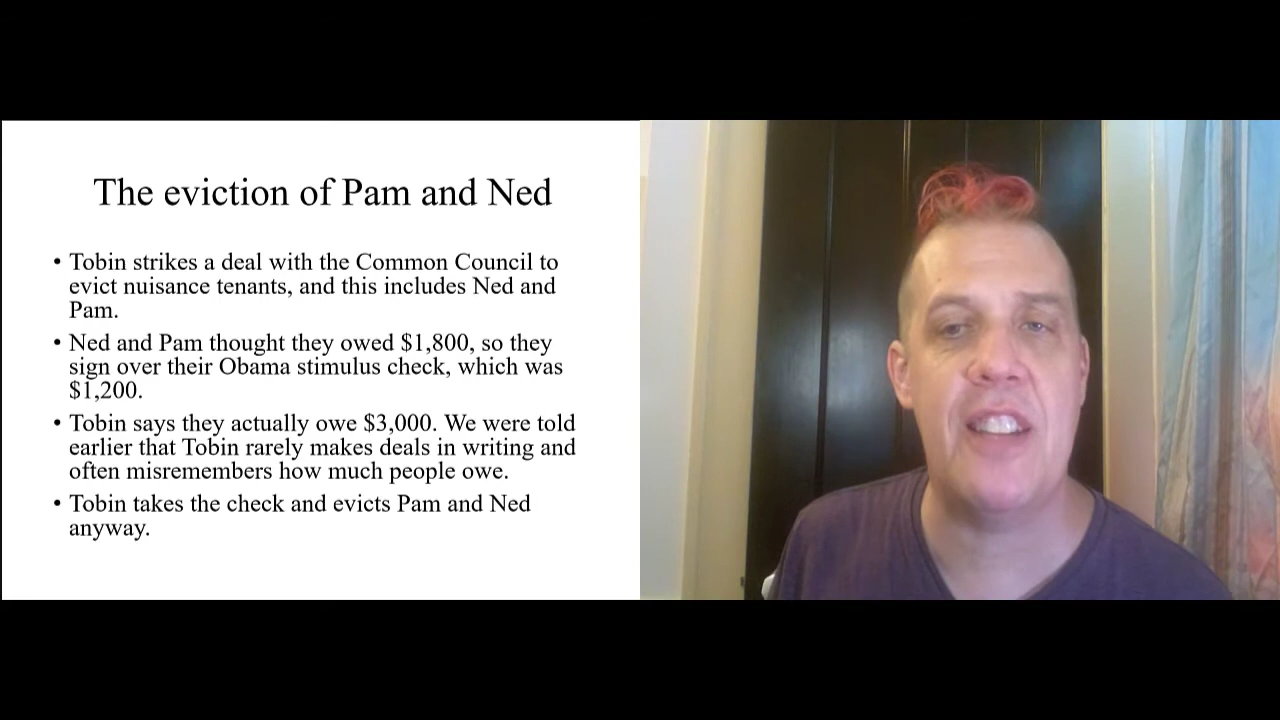 The eviction of Pam and Ned
• Tobin strikes a deal with the Common Council to
evict nuisance tenants, and this includes Ned and
Pam.
• Ned and Pam thought they owed $1,800, so they
sign over their Obama stimulus check, which was
$1,200.
• Tobin says they actually owe $3,000. We were told
earlier that Tobin rarely makes deals in writing and
often misremembers how much people owe.
• Tobin takes the check and evicts Pam and Ned
anyway.